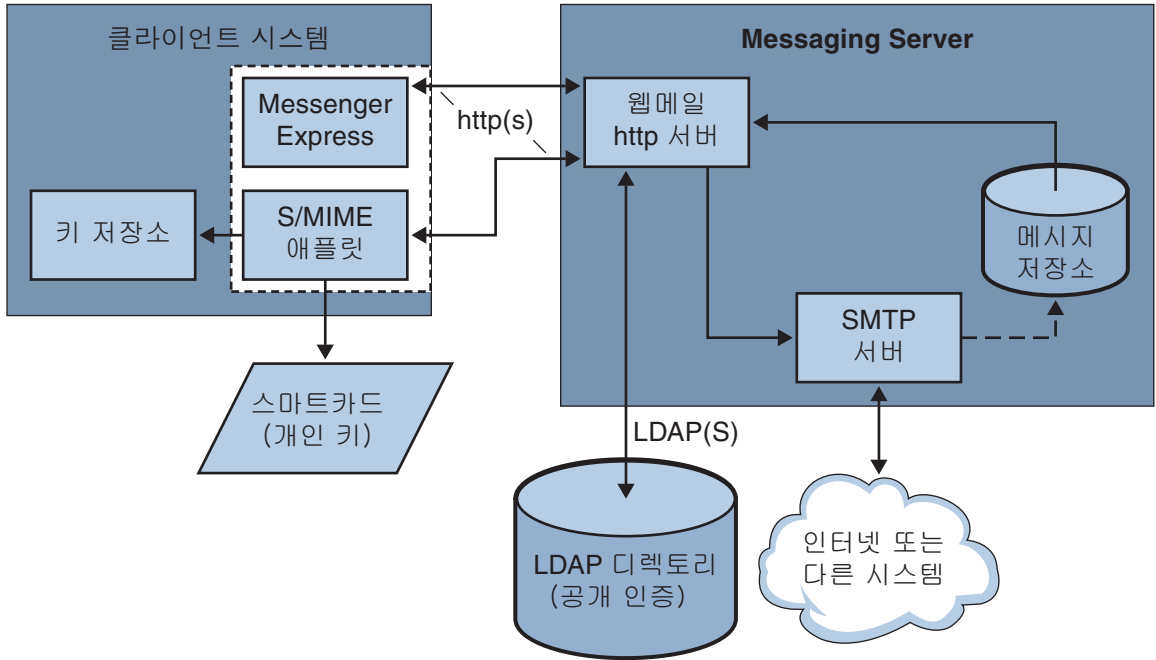 클라이언트 시스템
Messenger
Express
S/MIME
애플릿
키 저장소
스마트카드
(개인 키)
http(s)
Messaging Server
웹메일
http 서버
메시지
저장소
SMTP
서버
LDAP(S)
LDAP 디렉토리
(공개 인증)
인터넷 또는
다른 시스템